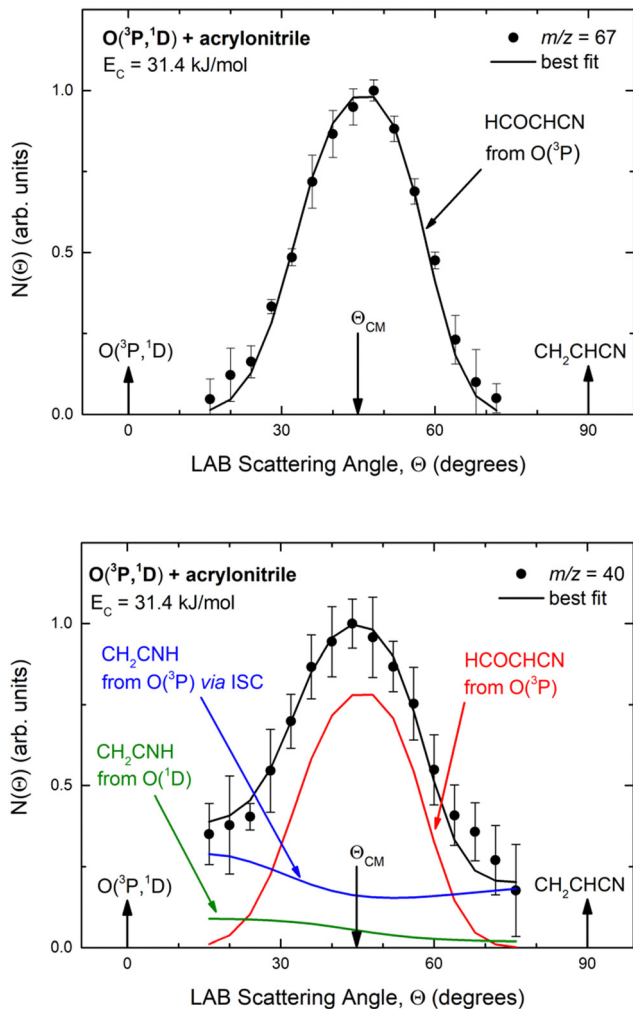 O(³P,¹D) + acrylonitrile
E_C = 31.4 kJ/mol
● m/z = 67
— best fit
HCOCHCN
from O(³P)
1.0
0.5
0.0
N(Θ) (arb. units)
Θ_CM
O(³P,¹D)
CH₂CHCN
0
30
60
90
LAB Scattering Angle, Θ (degrees)
O(³P,¹D) + acrylonitrile
E_C = 31.4 kJ/mol
● m/z = 40
— best fit
CH₂CNH
from O(³P) via ISC
HCOCHCN
from O(³P)
CH₂CNH
from O(¹D)
1.0
0.5
0.0
N(Θ) (arb. units)
Θ_CM
O(³P,¹D)
CH₂CHCN
0
30
60
90
LAB Scattering Angle, Θ (degrees)